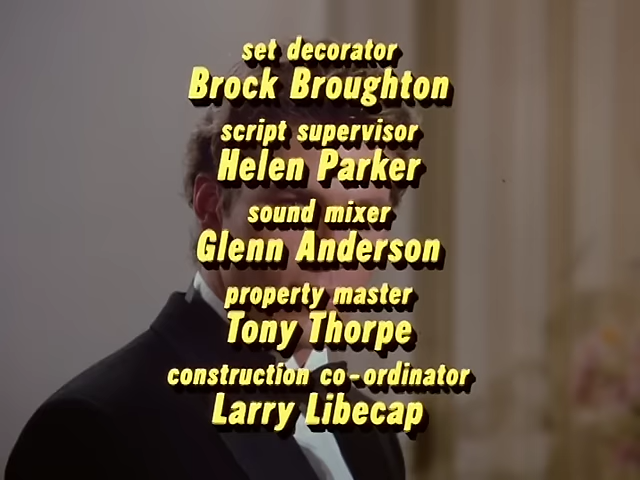 set decorator
Brock Broughton
script supervisor
Helen Parker
sound mixer
Glenn Anderson
property master
Tony Thorpe
construction co-ordinator
Larry Libecap